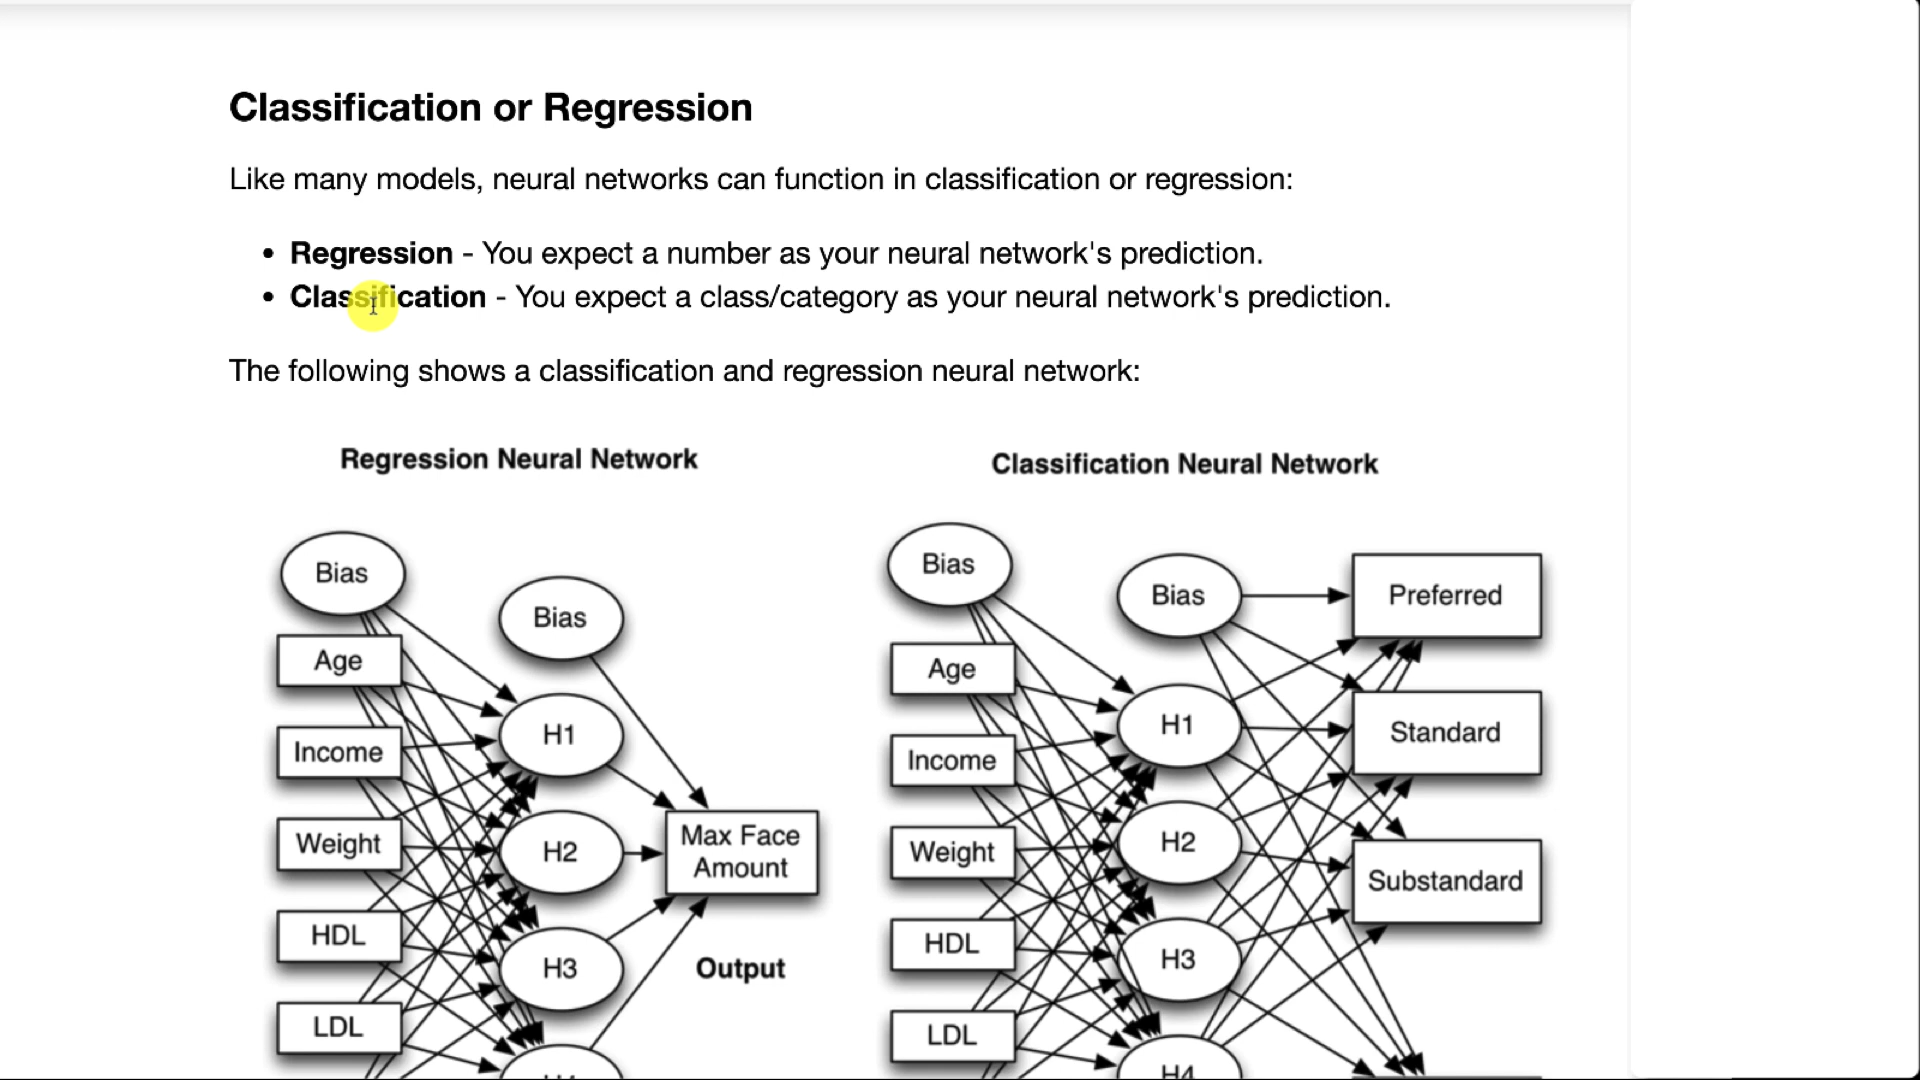 Classification or Regression
Like many models, neural networks can function in classification or regression:
• Regression - You expect a number as your neural network's prediction.
• Classification - You expect a class/category as your neural network's prediction.
The following shows a classification and regression neural network:
Regression Neural Network
Bias
Bias
Age
H1
Income
Weight
H2
Max Face
Amount
HDL
H3
Output
LDL
Classification Neural Network
Bias
Bias
Preferred
Age
H1
Standard
Income
Weight
H2
Substandard
HDL
H3
LDL
H4